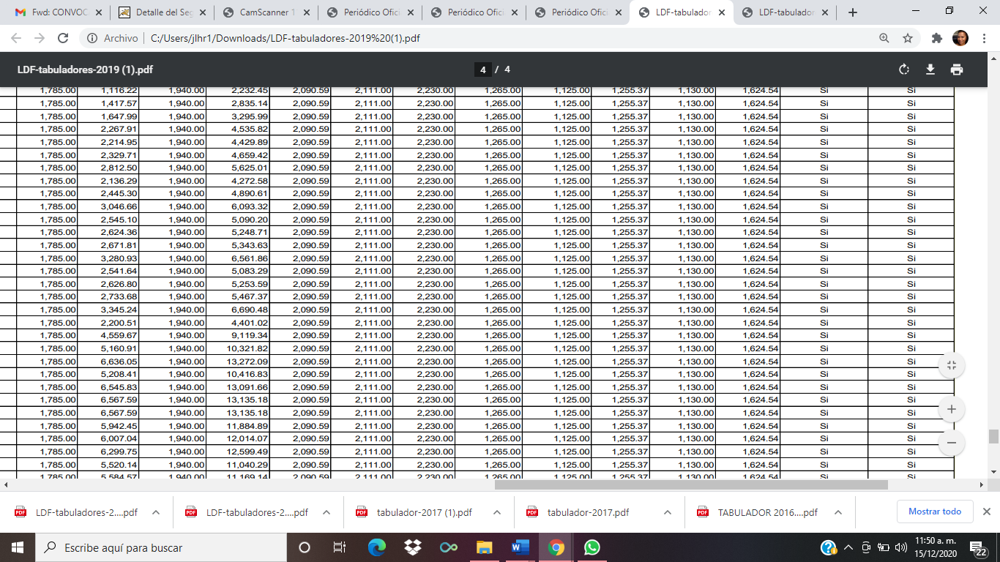 Fwd: CONVOC
Detalle del Seg
CamScanner 1
Periódico Ofici
Periódico Ofici
Periódico Ofici
LDF-tabulador
LDF-tabulador
Archivo C:/Users/jlhr1/Downloads/LDF-tabuladores-2019%20(1).pdf
LDF-tabuladores-2019 (1).pdf 4 / 4
1,785.00 1,116.22 1,940.00 2,232.45 2,090.59 2,111.00 2,230.00 1,265.00 1,125.00 1,255.37 1,130.00 1,624.54 Si Si
1,785.00 1,417.57 1,940.00 2,835.14 2,090.59 2,111.00 2,230.00 1,265.00 1,125.00 1,255.37 1,130.00 1,624.54 Si Si
1,785.00 1,647.99 1,940.00 3,295.99 2,090.59 2,111.00 2,230.00 1,265.00 1,125.00 1,255.37 1,130.00 1,624.54 Si Si
1,785.00 2,267.91 1,940.00 4,535.82 2,090.59 2,111.00 2,230.00 1,265.00 1,125.00 1,255.37 1,130.00 1,624.54 Si Si
1,785.00 2,214.95 1,940.00 4,429.89 2,090.59 2,111.00 2,230.00 1,265.00 1,125.00 1,255.37 1,130.00 1,624.54 Si Si
1,785.00 2,329.71 1,940.00 4,659.42 2,090.59 2,111.00 2,230.00 1,265.00 1,125.00 1,255.37 1,130.00 1,624.54 Si Si
1,785.00 2,812.50 1,940.00 5,625.01 2,090.59 2,111.00 2,230.00 1,265.00 1,125.00 1,255.37 1,130.00 1,624.54 Si Si
1,785.00 2,136.29 1,940.00 4,272.58 2,090.59 2,111.00 2,230.00 1,265.00 1,125.00 1,255.37 1,130.00 1,624.54 Si Si
1,785.00 2,445.30 1,940.00 4,890.61 2,090.59 2,111.00 2,230.00 1,265.00 1,125.00 1,255.37 1,130.00 1,624.54 Si Si
1,785.00 3,046.66 1,940.00 6,093.32 2,090.59 2,111.00 2,230.00 1,265.00 1,125.00 1,255.37 1,130.00 1,624.54 Si Si
1,785.00 2,545.10 1,940.00 5,090.20 2,090.59 2,111.00 2,230.00 1,265.00 1,125.00 1,255.37 1,130.00 1,624.54 Si Si
1,785.00 2,624.36 1,940.00 5,248.71 2,090.59 2,111.00 2,230.00 1,265.00 1,125.00 1,255.37 1,130.00 1,624.54 Si Si
1,785.00 2,671.81 1,940.00 5,343.63 2,090.59 2,111.00 2,230.00 1,265.00 1,125.00 1,255.37 1,130.00 1,624.54 Si Si
1,785.00 3,280.93 1,940.00 6,561.86 2,090.59 2,111.00 2,230.00 1,265.00 1,125.00 1,255.37 1,130.00 1,624.54 Si Si
1,785.00 2,541.64 1,940.00 5,083.29 2,090.59 2,111.00 2,230.00 1,265.00 1,125.00 1,255.37 1,130.00 1,624.54 Si Si
1,785.00 2,626.80 1,940.00 5,253.59 2,090.59 2,111.00 2,230.00 1,265.00 1,125.00 1,255.37 1,130.00 1,624.54 Si Si
1,785.00 2,733.68 1,940.00 5,467.37 2,090.59 2,111.00 2,230.00 1,265.00 1,125.00 1,255.37 1,130.00 1,624.54 Si Si
1,785.00 3,345.24 1,940.00 6,690.48 2,090.59 2,111.00 2,230.00 1,265.00 1,125.00 1,255.37 1,130.00 1,624.54 Si Si
1,785.00 2,200.51 1,940.00 4,401.02 2,090.59 2,111.00 2,230.00 1,265.00 1,125.00 1,255.37 1,130.00 1,624.54 Si Si
1,785.00 4,559.67 1,940.00 9,119.34 2,090.59 2,111.00 2,230.00 1,265.00 1,125.00 1,255.37 1,130.00 1,624.54 Si Si
1,785.00 5,160.91 1,940.00 10,321.82 2,090.59 2,111.00 2,230.00 1,265.00 1,125.00 1,255.37 1,130.00 1,624.54 Si Si
1,785.00 6,636.05 1,940.00 13,272.09 2,090.59 2,111.00 2,230.00 1,265.00 1,125.00 1,255.37 1,130.00 1,624.54 Si Si
1,785.00 5,208.41 1,940.00 10,416.83 2,090.59 2,111.00 2,230.00 1,265.00 1,125.00 1,255.37 1,130.00 1,624.54 Si Si
1,785.00 6,545.83 1,940.00 13,091.66 2,090.59 2,111.00 2,230.00 1,265.00 1,125.00 1,255.37 1,130.00 1,624.54 Si Si
1,785.00 6,567.59 1,940.00 13,135.18 2,090.59 2,111.00 2,230.00 1,265.00 1,125.00 1,255.37 1,130.00 1,624.54 Si Si
1,785.00 6,567.59 1,940.00 13,135.18 2,090.59 2,111.00 2,230.00 1,265.00 1,125.00 1,255.37 1,130.00 1,624.54 Si Si
1,785.00 5,942.45 1,940.00 11,884.89 2,090.59 2,111.00 2,230.00 1,265.00 1,125.00 1,255.37 1,130.00 1,624.54 Si Si
1,785.00 6,007.04 1,940.00 12,014.07 2,090.59 2,111.00 2,230.00 1,265.00 1,125.00 1,255.37 1,130.00 1,624.54 Si Si
1,785.00 6,299.75 1,940.00 12,599.49 2,090.59 2,111.00 2,230.00 1,265.00 1,125.00 1,255.37 1,130.00 1,624.54 Si Si
1,785.00 5,520.14 1,940.00 11,040.29 2,090.59 2,111.00 2,230.00 1,265.00 1,125.00 1,255.37 1,130.00 1,624.54 Si Si
1,785.00 5,584.57 1,940.00 11,169.14 2,090.59 2,111.00 2,230.00 1,265.00 1,125.00 1,255.37 1,130.00 1,624.54 Si Si
LDF-tabuladores-2....pdf
LDF-tabuladores-2....pdf
tabulador-2017 (1).pdf
tabulador-2017.pdf
TABULADOR 2016....pdf
Mostrar todo
Escribe aquí para buscar
11:50 a. m.
15/12/2020
22